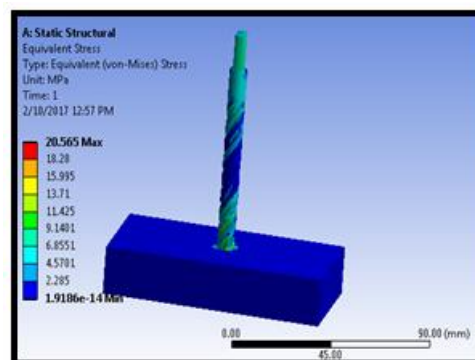 A: Static Structural
Equivalent Stress
Type: Equivalent (von-Mises) Stress
Unit: MPa
Time: 1
2/18/2017 12:57 PM
20.565 Max
18.28
15.995
13.71
11.425
9.1401
6.8551
4.5701
2.285
1.9186e-14 Min
0.00
90.00 (mm)
45.00